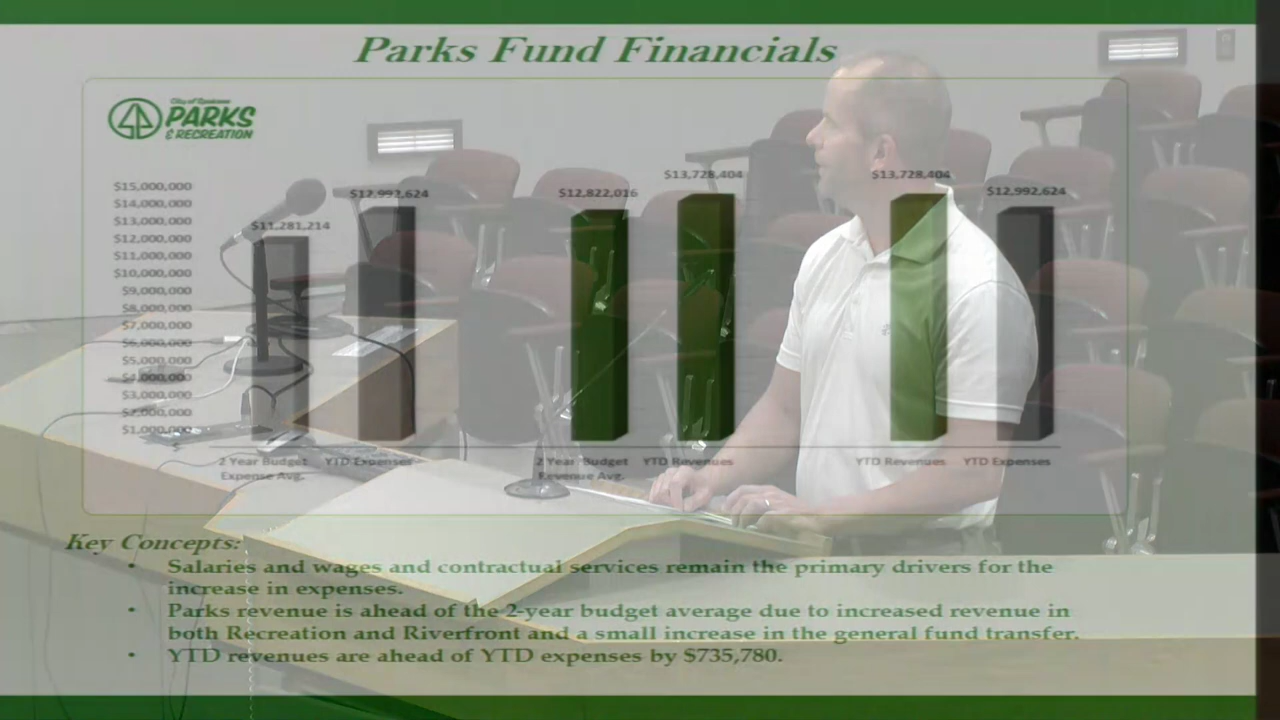 Parks Fund Financials
City of Spokane
PARKS
& RECREATION
$15,000,000
$14,000,000
$13,000,000
$12,000,000
$11,000,000
$10,000,000
$9,000,000
$8,000,000
$7,000,000
$6,000,000
$5,000,000
$4,000,000
$3,000,000
$2,000,000
$1,000,000
$11,281,214
$12,992,624
$12,822,016
$13,728,404
$13,728,404
$12,992,624
2 Year Budget
Expense Avg.
YTD Expenses
2 Year Budget
Revenue Avg.
YTD Revenues
YTD Revenues
YTD Expenses
Key Concepts:
• Salaries and wages and contractual services remain the primary drivers for the
increase in expenses.
• Parks revenue is ahead of the 2-year budget average due to increased revenue in
both Recreation and Riverfront and a small increase in the general fund transfer.
• YTD revenues are ahead of YTD expenses by $735,780.